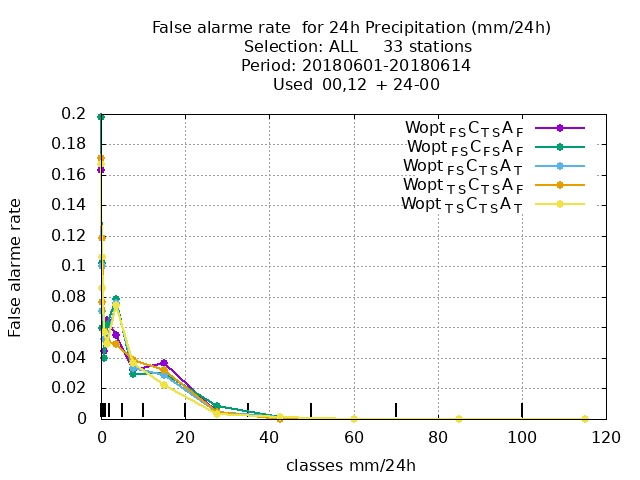 False alarme rate  for 24h Precipitation (mm/24h)
Selection: ALL     33 stations
Period: 20180601-20180614
Used  00,12  + 24-00
Wopt FS C TS A F
Wopt FS C FS A F
Wopt FS C TS A T
Wopt TS C TS A F
Wopt TS C TS A T
False alarme rate
0.2
0.18
0.16
0.14
0.12
0.1
0.08
0.06
0.04
0.02
0
0 20 40 60 80 100 120
classes mm/24h